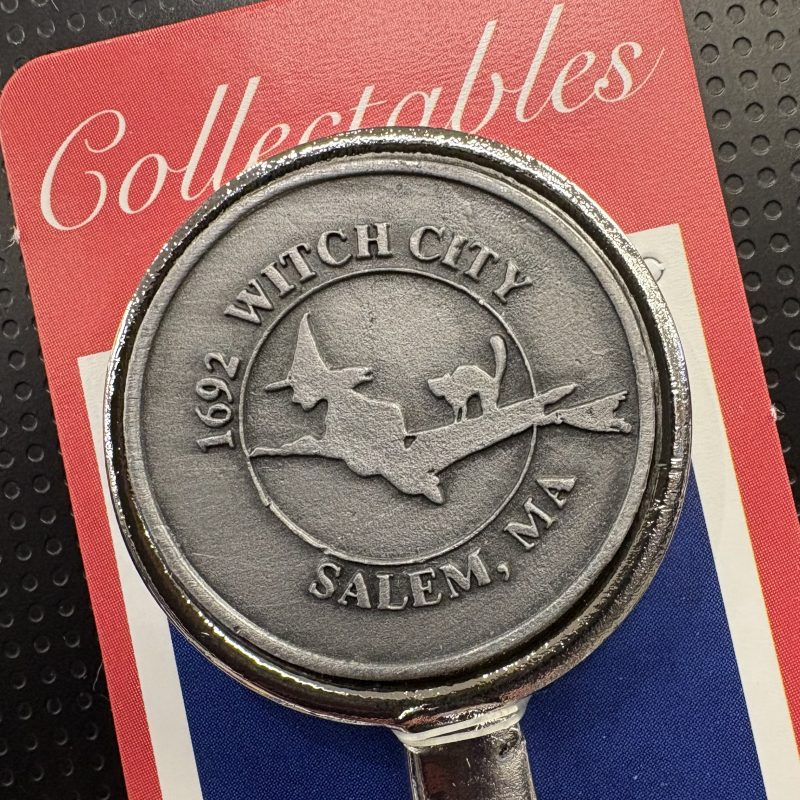 Collectables
1692 WITCH CITY
SALEM, MA